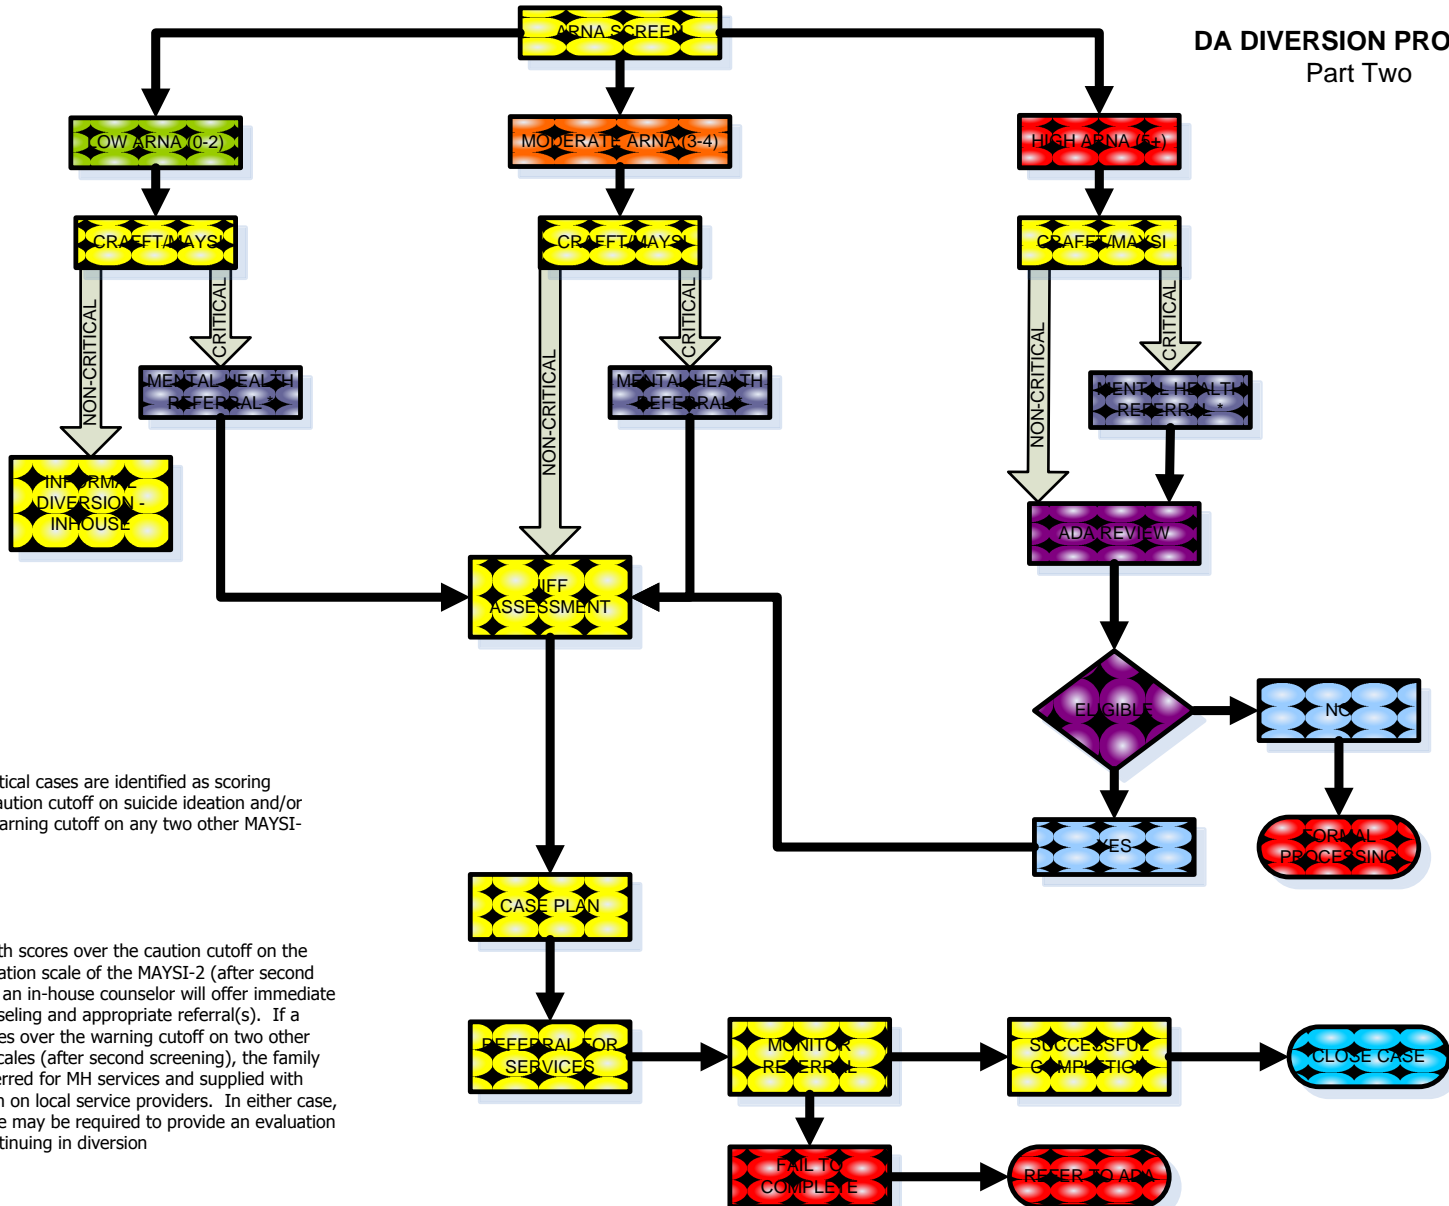 ARNA SCREEN
DA DIVERSION PRO
Part Two
LOW ARNA (0-2)
MODERATE ARNA (3-4)
HIGH ARNA (5+)
CRAFFT/MAYSI
CRAFFT/MAYSI
CRAFFT/MAYSI
NON-CRITICAL
CRITICAL
NON-CRITICAL
CRITICAL
NON-CRITICAL
CRITICAL
MENTAL HEALTH
REFERRAL *
MENTAL HEALTH
REFERRAL *
MENTAL HEALTH
REFERRAL *
INFORMAL
DIVERSION -
INHOUSE
ADA REVIEW
JIFF
ASSESSMENT
ELIGIBLE
NO
YES
FORMAL
PROCESSING
tical cases are identified as scoring
aution cutoff on suicide ideation and/or
arning cutoff on any two other MAYSI-
CASE PLAN
th scores over the caution cutoff on the
ation scale of the MAYSI-2 (after second
an in-house counselor will offer immediate
seling and appropriate referral(s). If a
es over the warning cutoff on two other
cales (after second screening), the family
erred for MH services and supplied with
n on local service providers. In either case,
e may be required to provide an evaluation
tinuing in diversion
REFERRAL FOR
SERVICES
MONITOR
REFERRAL
SUCCESSFUL
COMPLETION
CLOSE CASE
FAIL TO
COMPLETE
REFER TO ADA